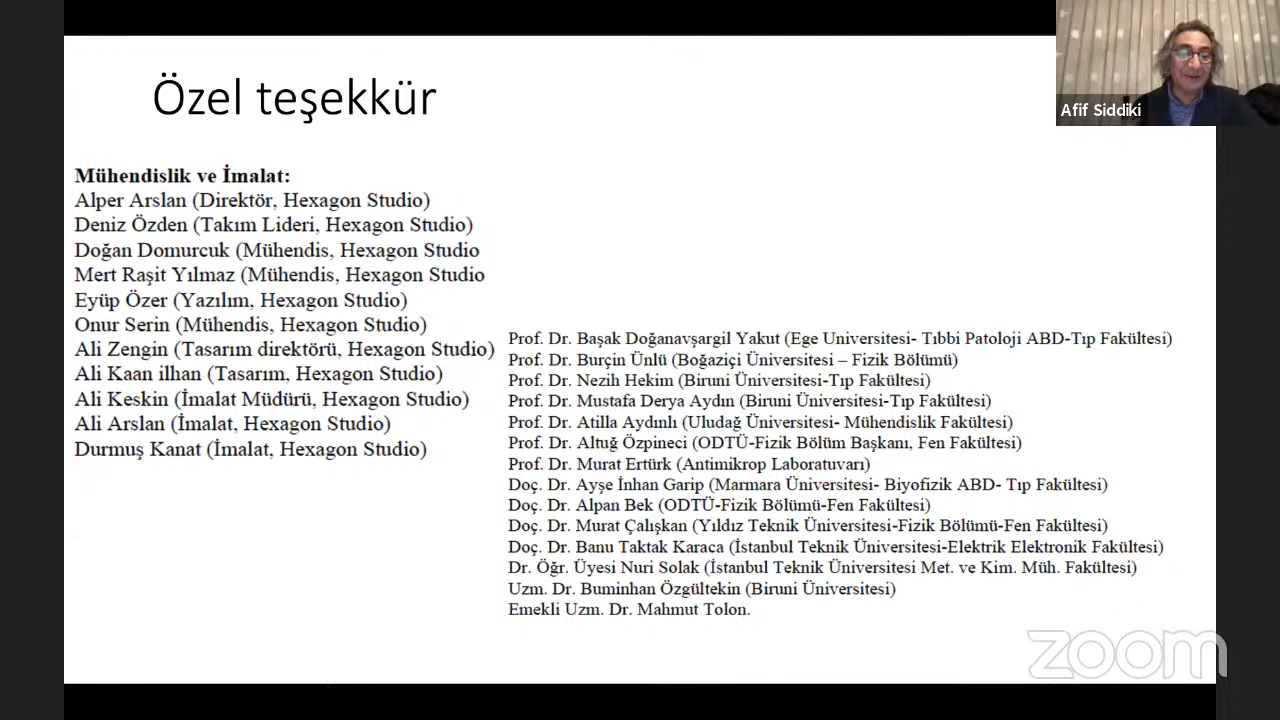 Özel teşekkür
Afif Siddiki
Mühendislik ve İmalat:
Alper Arslan (Direktör, Hexagon Studio)
Deniz Özden (Takım Lideri, Hexagon Studio)
Doğan Domurcuk (Mühendis, Hexagon Studio
Mert Raşit Yılmaz (Mühendis, Hexagon Studio
Eyüp Özer (Yazılım, Hexagon Studio)
Onur Serin (Mühendis, Hexagon Studio)
Ali Zengin (Tasarım direktörü, Hexagon Studio)
Ali Kaan ilhan (Tasarım, Hexagon Studio)
Ali Keskin (İmalat Müdürü, Hexagon Studio)
Ali Arslan (İmalat, Hexagon Studio)
Durmuş Kanat (İmalat, Hexagon Studio)
Prof. Dr. Başak Doğanavşargil Yakut (Ege Universitesi- Tıbbi Patoloji ABD-Tıp Fakültesi)
Prof. Dr. Burçin Ünlü (Boğaziçi Üniversitesi – Fizik Bölümü)
Prof. Dr. Nezih Hekim (Biruni Üniversitesi-Tıp Fakültesi)
Prof. Dr. Mustafa Derya Aydın (Biruni Üniversitesi-Tıp Fakültesi)
Prof. Dr. Atilla Aydınlı (Uludağ Üniversitesi- Mühendislik Fakültesi)
Prof. Dr. Altuğ Özpineci (ODTÜ-Fizik Bölüm Başkanı, Fen Fakültesi)
Prof. Dr. Murat Ertürk (Antimikrop Laboratuvarı)
Doç. Dr. Ayşe İnhan Garip (Marmara Üniversitesi- Biyofizik ABD- Tıp Fakültesi)
Doç. Dr. Alpan Bek (ODTÜ-Fizik Bölümü-Fen Fakültesi)
Doç. Dr. Murat Çalışkan (Yıldız Teknik Üniversitesi-Fizik Bölümü-Fen Fakültesi)
Doç. Dr. Banu Taktak Karaca (İstanbul Teknik Üniversitesi-Elektrik Elektronik Fakültesi)
Dr. Öğr. Üyesi Nuri Solak (İstanbul Teknik Üniversitesi Met. ve Kim. Müh. Fakültesi)
Uzm. Dr. Buminhan Özgültekin (Biruni Üniversitesi)
Emekli Uzm. Dr. Mahmut Tolon.
zoom